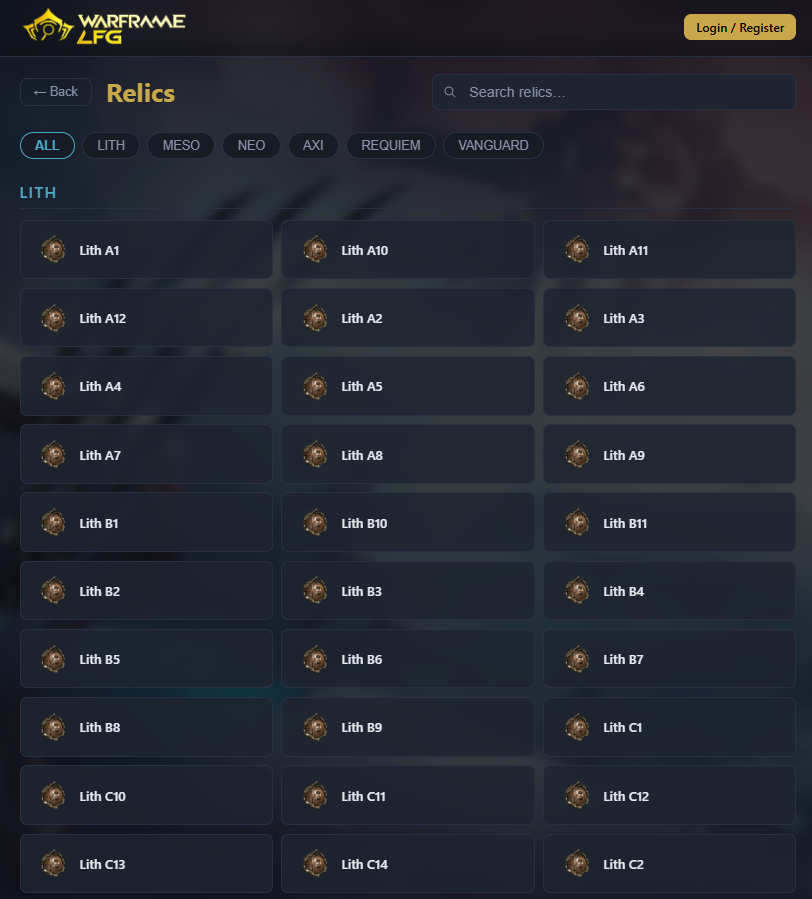 WARFRAME
LFG
Login / Register
← Back
Relics
Search relics...
ALL LITH MESO NEO AXI REQUIEM VANGUARD
LITH
Lith A1 Lith A10 Lith A11
Lith A12 Lith A2 Lith A3
Lith A4 Lith A5 Lith A6
Lith A7 Lith A8 Lith A9
Lith B1 Lith B10 Lith B11
Lith B2 Lith B3 Lith B4
Lith B5 Lith B6 Lith B7
Lith B8 Lith B9 Lith C1
Lith C10 Lith C11 Lith C12
Lith C13 Lith C14 Lith C2